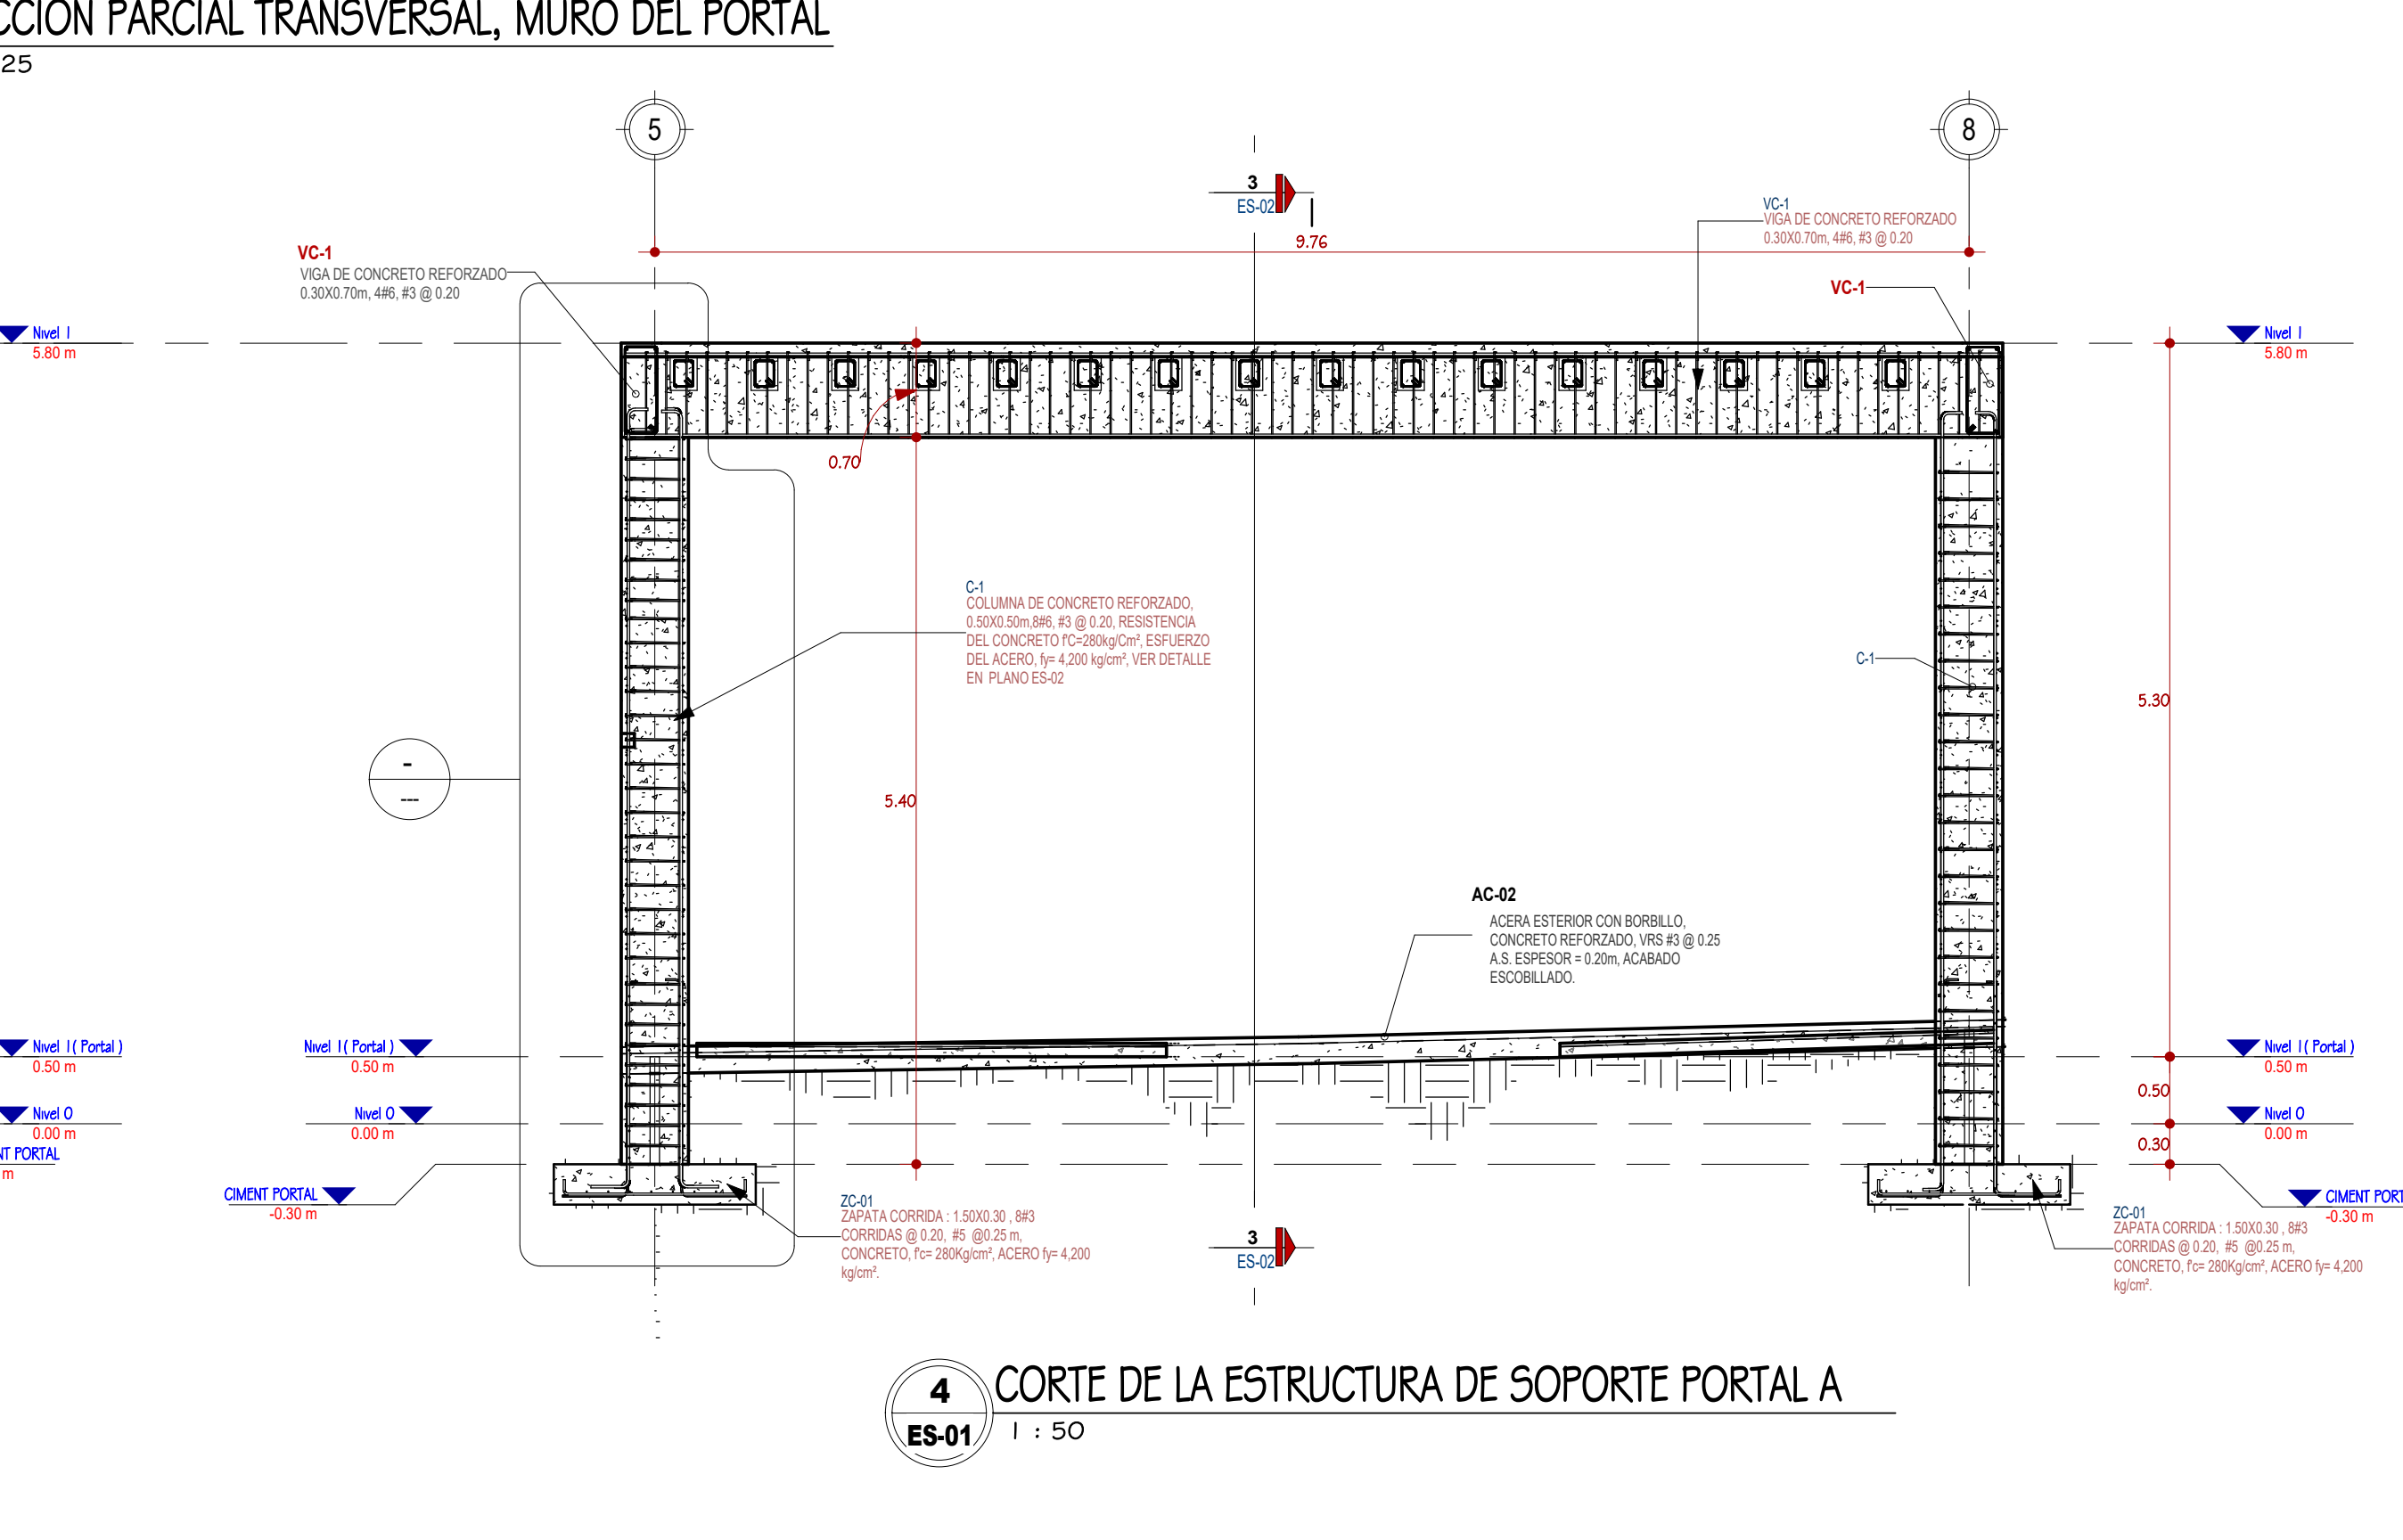 CCIÓN PARCIAL TRANSVERSAL, MURO DEL PORTAL
25
5
8
3
ES-02
9.76
VC-1
VIGA DE CONCRETO REFORZADO
0.30X0.70m, 4#6, #3 @ 0.20
VC-1
VIGA DE CONCRETO REFORZADO
0.30X0.70m, 4#6, #3 @ 0.20
VC-1
Nivel 1
5.80 m
Nivel 1
5.80 m
0.70
C-1
COLUMNA DE CONCRETO REFORZADO,
0.50X0.50m,8#6, #3 @ 0.20, RESISTENCIA
DEL CONCRETO f'C=280kg/Cm², ESFUERZO
DEL ACERO, fy= 4,200 kg/cm², VER DETALLE
EN PLANO ES-02
C-1
5.30
-
---
5.40
AC-02
ACERA ESTERIOR CON BORBILLO,
CONCRETO REFORZADO, VRS #3 @ 0.25
A.S. ESPESOR = 0.20m, ACABADO
ESCOBILLADO.
Nivel 1( Portal )
0.50 m
Nivel 1( Portal )
0.50 m
Nivel 1( Portal )
0.50 m
0.50
Nivel 0
0.00 m
Nivel 0
0.00 m
Nivel 0
0.00 m
0.30
NT PORTAL
m
CIMENT PORTAL
-0.30 m
CIMENT PORT
-0.30 m
ZC-01
ZAPATA CORRIDA : 1.50X0.30 , 8#3
CORRIDAS @ 0.20, #5 @0.25 m,
CONCRETO, f'c= 280Kg/cm², ACERO fy= 4,200
kg/cm².
ZC-01
ZAPATA CORRIDA : 1.50X0.30 , 8#3
CORRIDAS @ 0.20, #5 @0.25 m,
CONCRETO, f'c= 280Kg/cm², ACERO fy= 4,200
kg/cm².
3
ES-02
4
ES-01
CORTE DE LA ESTRUCTURA DE SOPORTE PORTAL A
1 : 50